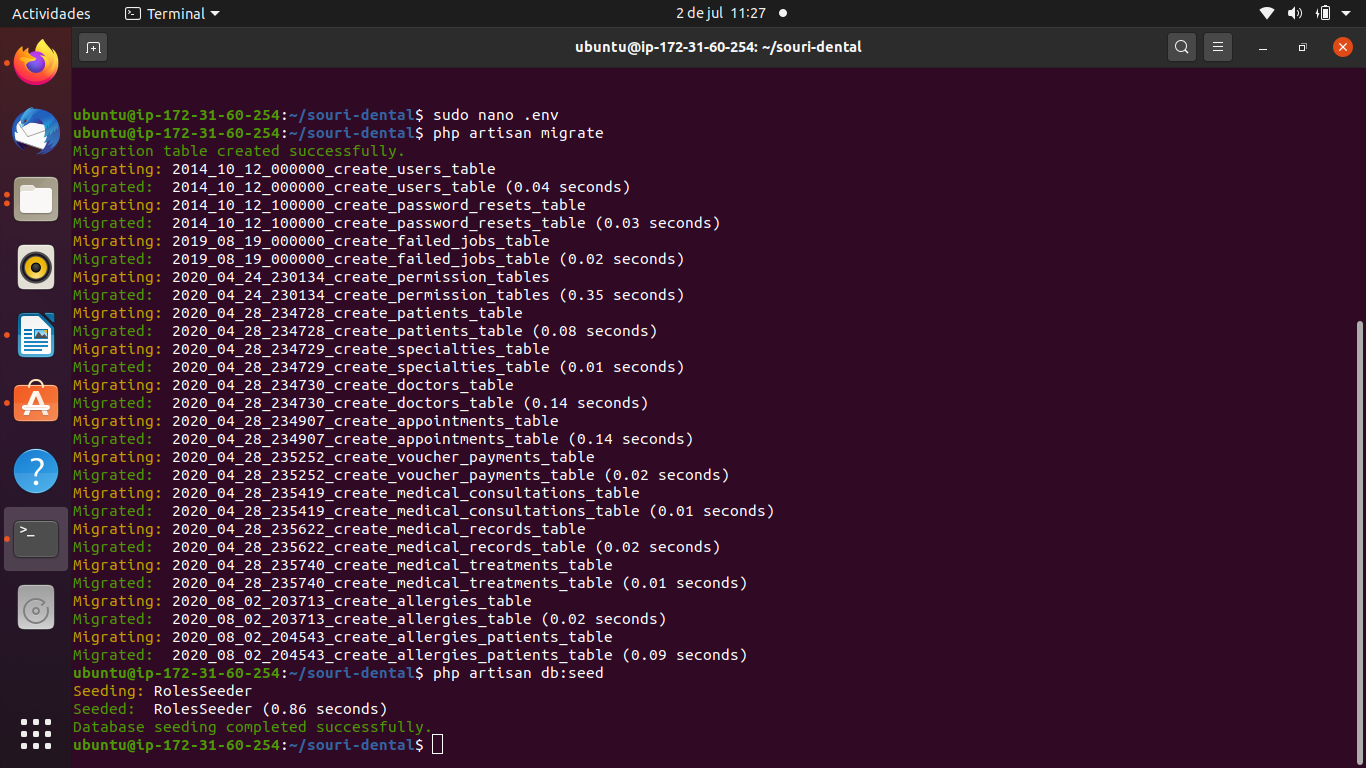 Actividades
Terminal
2 de jul 11:27
ubuntu@ip-172-31-60-254: ~/souri-dental
ubuntu@ip-172-31-60-254:~/souri-dental$ sudo nano .env
ubuntu@ip-172-31-60-254:~/souri-dental$ php artisan migrate
Migration table created successfully.
Migrating: 2014_10_12_000000_create_users_table
Migrated:  2014_10_12_000000_create_users_table (0.04 seconds)
Migrating: 2014_10_12_100000_create_password_resets_table
Migrated:  2014_10_12_100000_create_password_resets_table (0.03 seconds)
Migrating: 2019_08_19_000000_create_failed_jobs_table
Migrated:  2019_08_19_000000_create_failed_jobs_table (0.02 seconds)
Migrating: 2020_04_24_230134_create_permission_tables
Migrated:  2020_04_24_230134_create_permission_tables (0.35 seconds)
Migrating: 2020_04_28_234728_create_patients_table
Migrated:  2020_04_28_234728_create_patients_table (0.08 seconds)
Migrating: 2020_04_28_234729_create_specialties_table
Migrated:  2020_04_28_234729_create_specialties_table (0.01 seconds)
Migrating: 2020_04_28_234730_create_doctors_table
Migrated:  2020_04_28_234730_create_doctors_table (0.14 seconds)
Migrating: 2020_04_28_234907_create_appointments_table
Migrated:  2020_04_28_234907_create_appointments_table (0.14 seconds)
Migrating: 2020_04_28_235252_create_voucher_payments_table
Migrated:  2020_04_28_235252_create_voucher_payments_table (0.02 seconds)
Migrating: 2020_04_28_235419_create_medical_consultations_table
Migrated:  2020_04_28_235419_create_medical_consultations_table (0.01 seconds)
Migrating: 2020_04_28_235622_create_medical_records_table
Migrated:  2020_04_28_235622_create_medical_records_table (0.02 seconds)
Migrating: 2020_04_28_235740_create_medical_treatments_table
Migrated:  2020_04_28_235740_create_medical_treatments_table (0.01 seconds)
Migrating: 2020_08_02_203713_create_allergies_table
Migrated:  2020_08_02_203713_create_allergies_table (0.02 seconds)
Migrating: 2020_08_02_204543_create_allergies_patients_table
Migrated:  2020_08_02_204543_create_allergies_patients_table (0.09 seconds)
ubuntu@ip-172-31-60-254:~/souri-dental$ php artisan db:seed
Seeding: RolesSeeder
Seeded:  RolesSeeder (0.86 seconds)
Database seeding completed successfully.
ubuntu@ip-172-31-60-254:~/souri-dental$